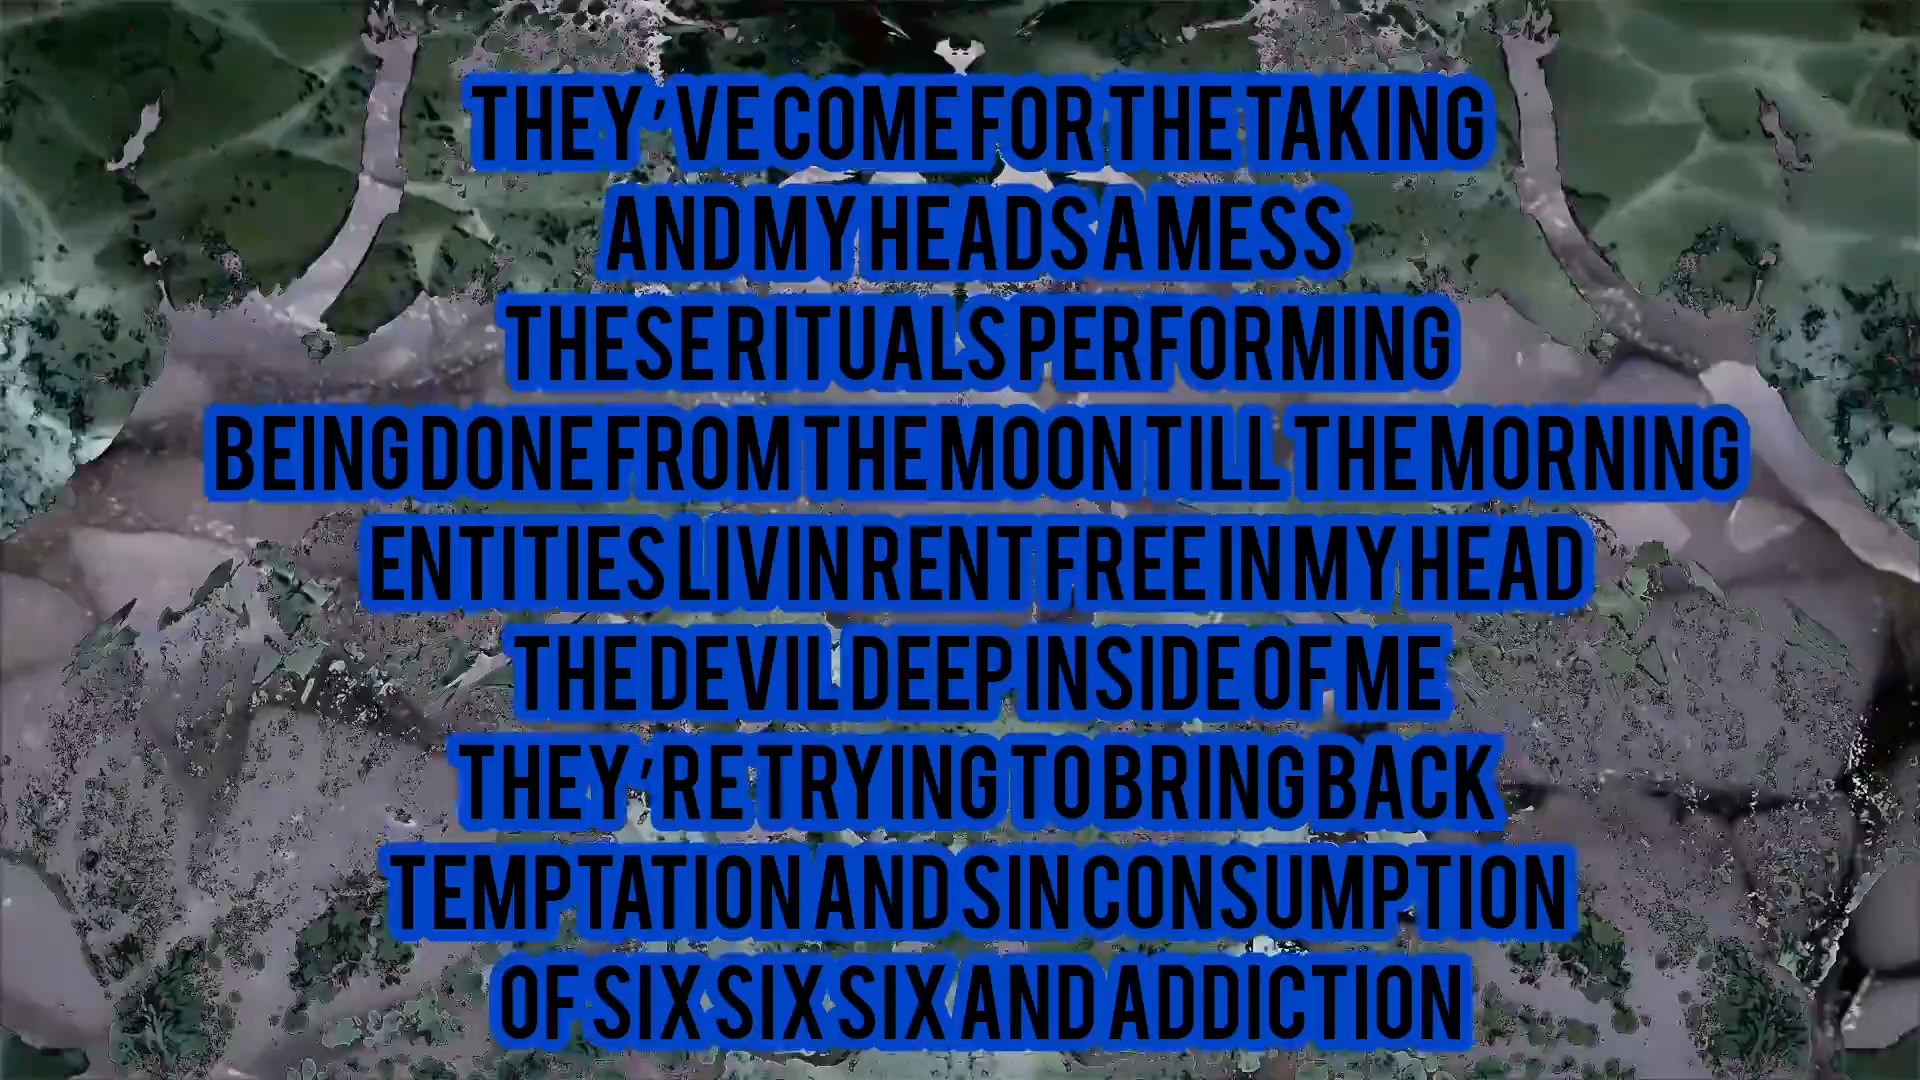 THEY'VE COME FOR THE TAKING
AND MY HEADS A MESS
THESE RITUALS PERFORMING
BEING DONE FROM THE MOON TILL THE MORNING
ENTITIES LIVIN RENT FREE IN MY HEAD
THE DEVIL DEEP INSIDE OF ME
THEY'RE TRYING TO BRING BACK
TEMPTATION AND SIN CONSUMPTION
OF SIX SIX SIX AND ADDICTION